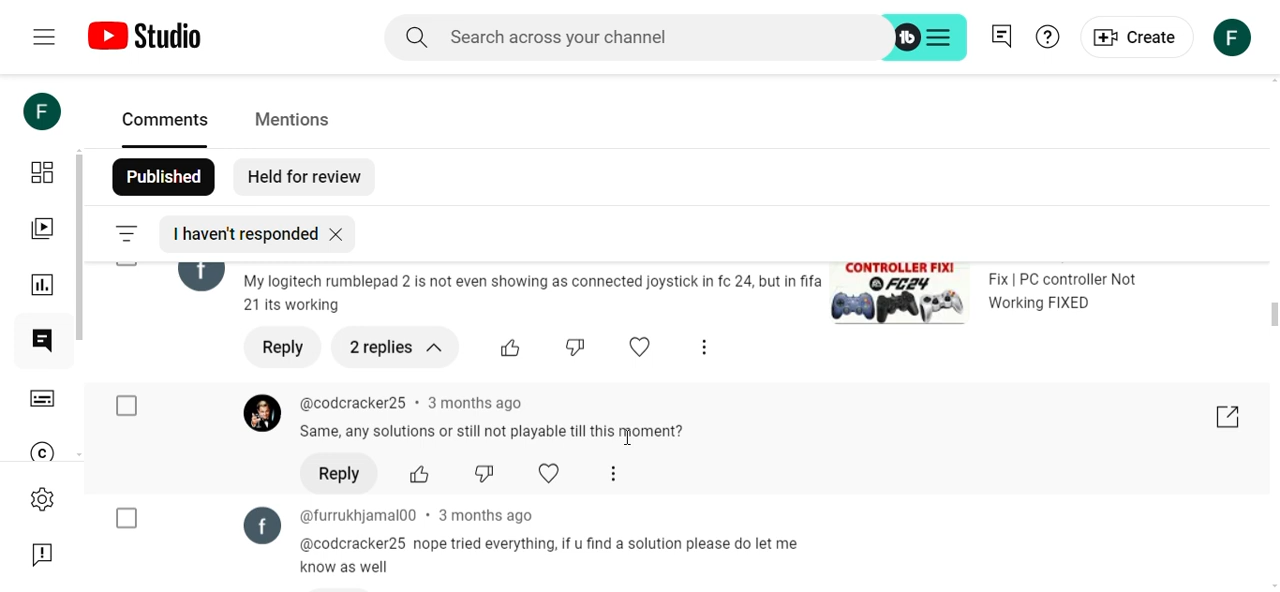 Studio
Search across your channel
Create
F
F
Comments
Mentions
Published
Held for review
I haven't responded
f
My logitech rumblepad 2 is not even showing as connected joystick in fc 24, but in fifa
21 its working
CONTROLLER FIX!
FC24
Fix | PC controller Not
Working FIXED
Reply
2 replies
@codcracker25 • 3 months ago
Same, any solutions or still not playable till this moment?
Reply
f
@furrukhjamal00 • 3 months ago
@codcracker25 nope tried everything, if u find a solution please do let me
know as well